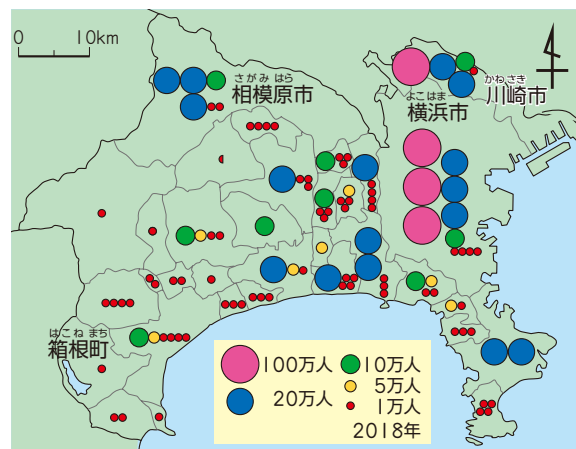 0 10km
さがみ はら
相模原市
かわさき
川崎市
よこはま
横浜市
はこね まち
箱根町
100万人 10万人
20万人 5万人
1万人
2018年